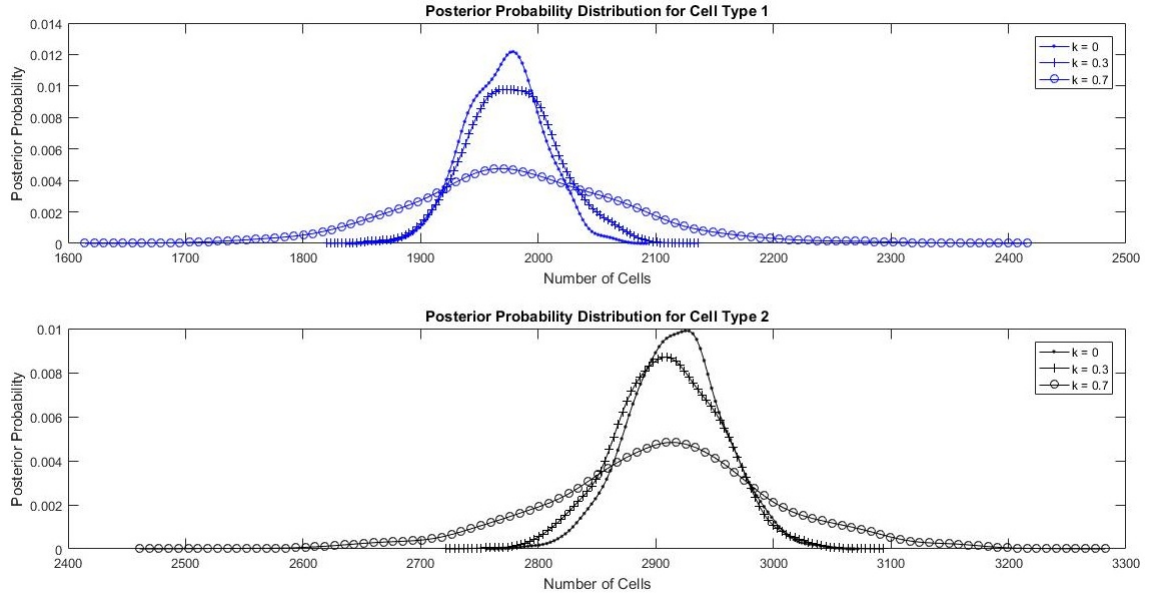 Posterior Probability Distribution for Cell Type 1
0.014
0.012
0.01
0.008
0.006
0.004
0.002
0
Posterior Probability
k = 0
k = 0.3
k = 0.7
1600 1700 1800 1900 2000 2100 2200 2300 2400 2500
Number of Cells
Posterior Probability Distribution for Cell Type 2
0.01
0.008
0.006
0.004
0.002
0
Posterior Probability
k = 0
k = 0.3
k = 0.7
2400 2500 2600 2700 2800 2900 3000 3100 3200 3300
Number of Cells